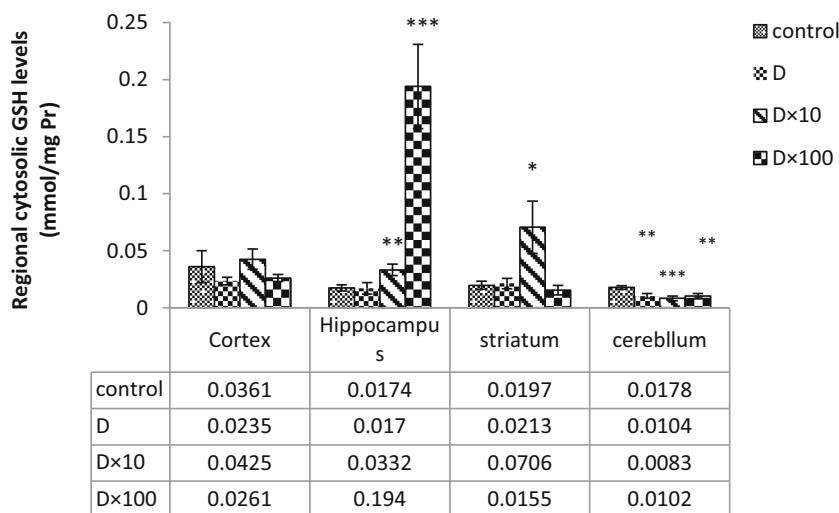 Regional cytosolic GSH levels
(mmol/mg Pr)
0.25
0.2
0.15
0.1
0.05
0
***
**
*
**
***
**
control
D
D×10
D×100
Cortex Hippocampu striatum cerebllum
s
control 0.0361 0.0174 0.0197 0.0178
D 0.0235 0.017 0.0213 0.0104
D×10 0.0425 0.0332 0.0706 0.0083
D×100 0.0261 0.194 0.0155 0.0102